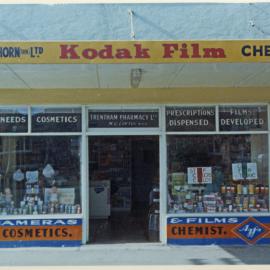 HORN LTD Kodak Film CHE
NEEDS COSMETICS TRENTHAM PHARMACY LTD PRESCRIPTIONS DISPENSED. FILMS DEVELOPED
CAMERAS & FILMS
COSMETICS. CHEMIST. Agfa